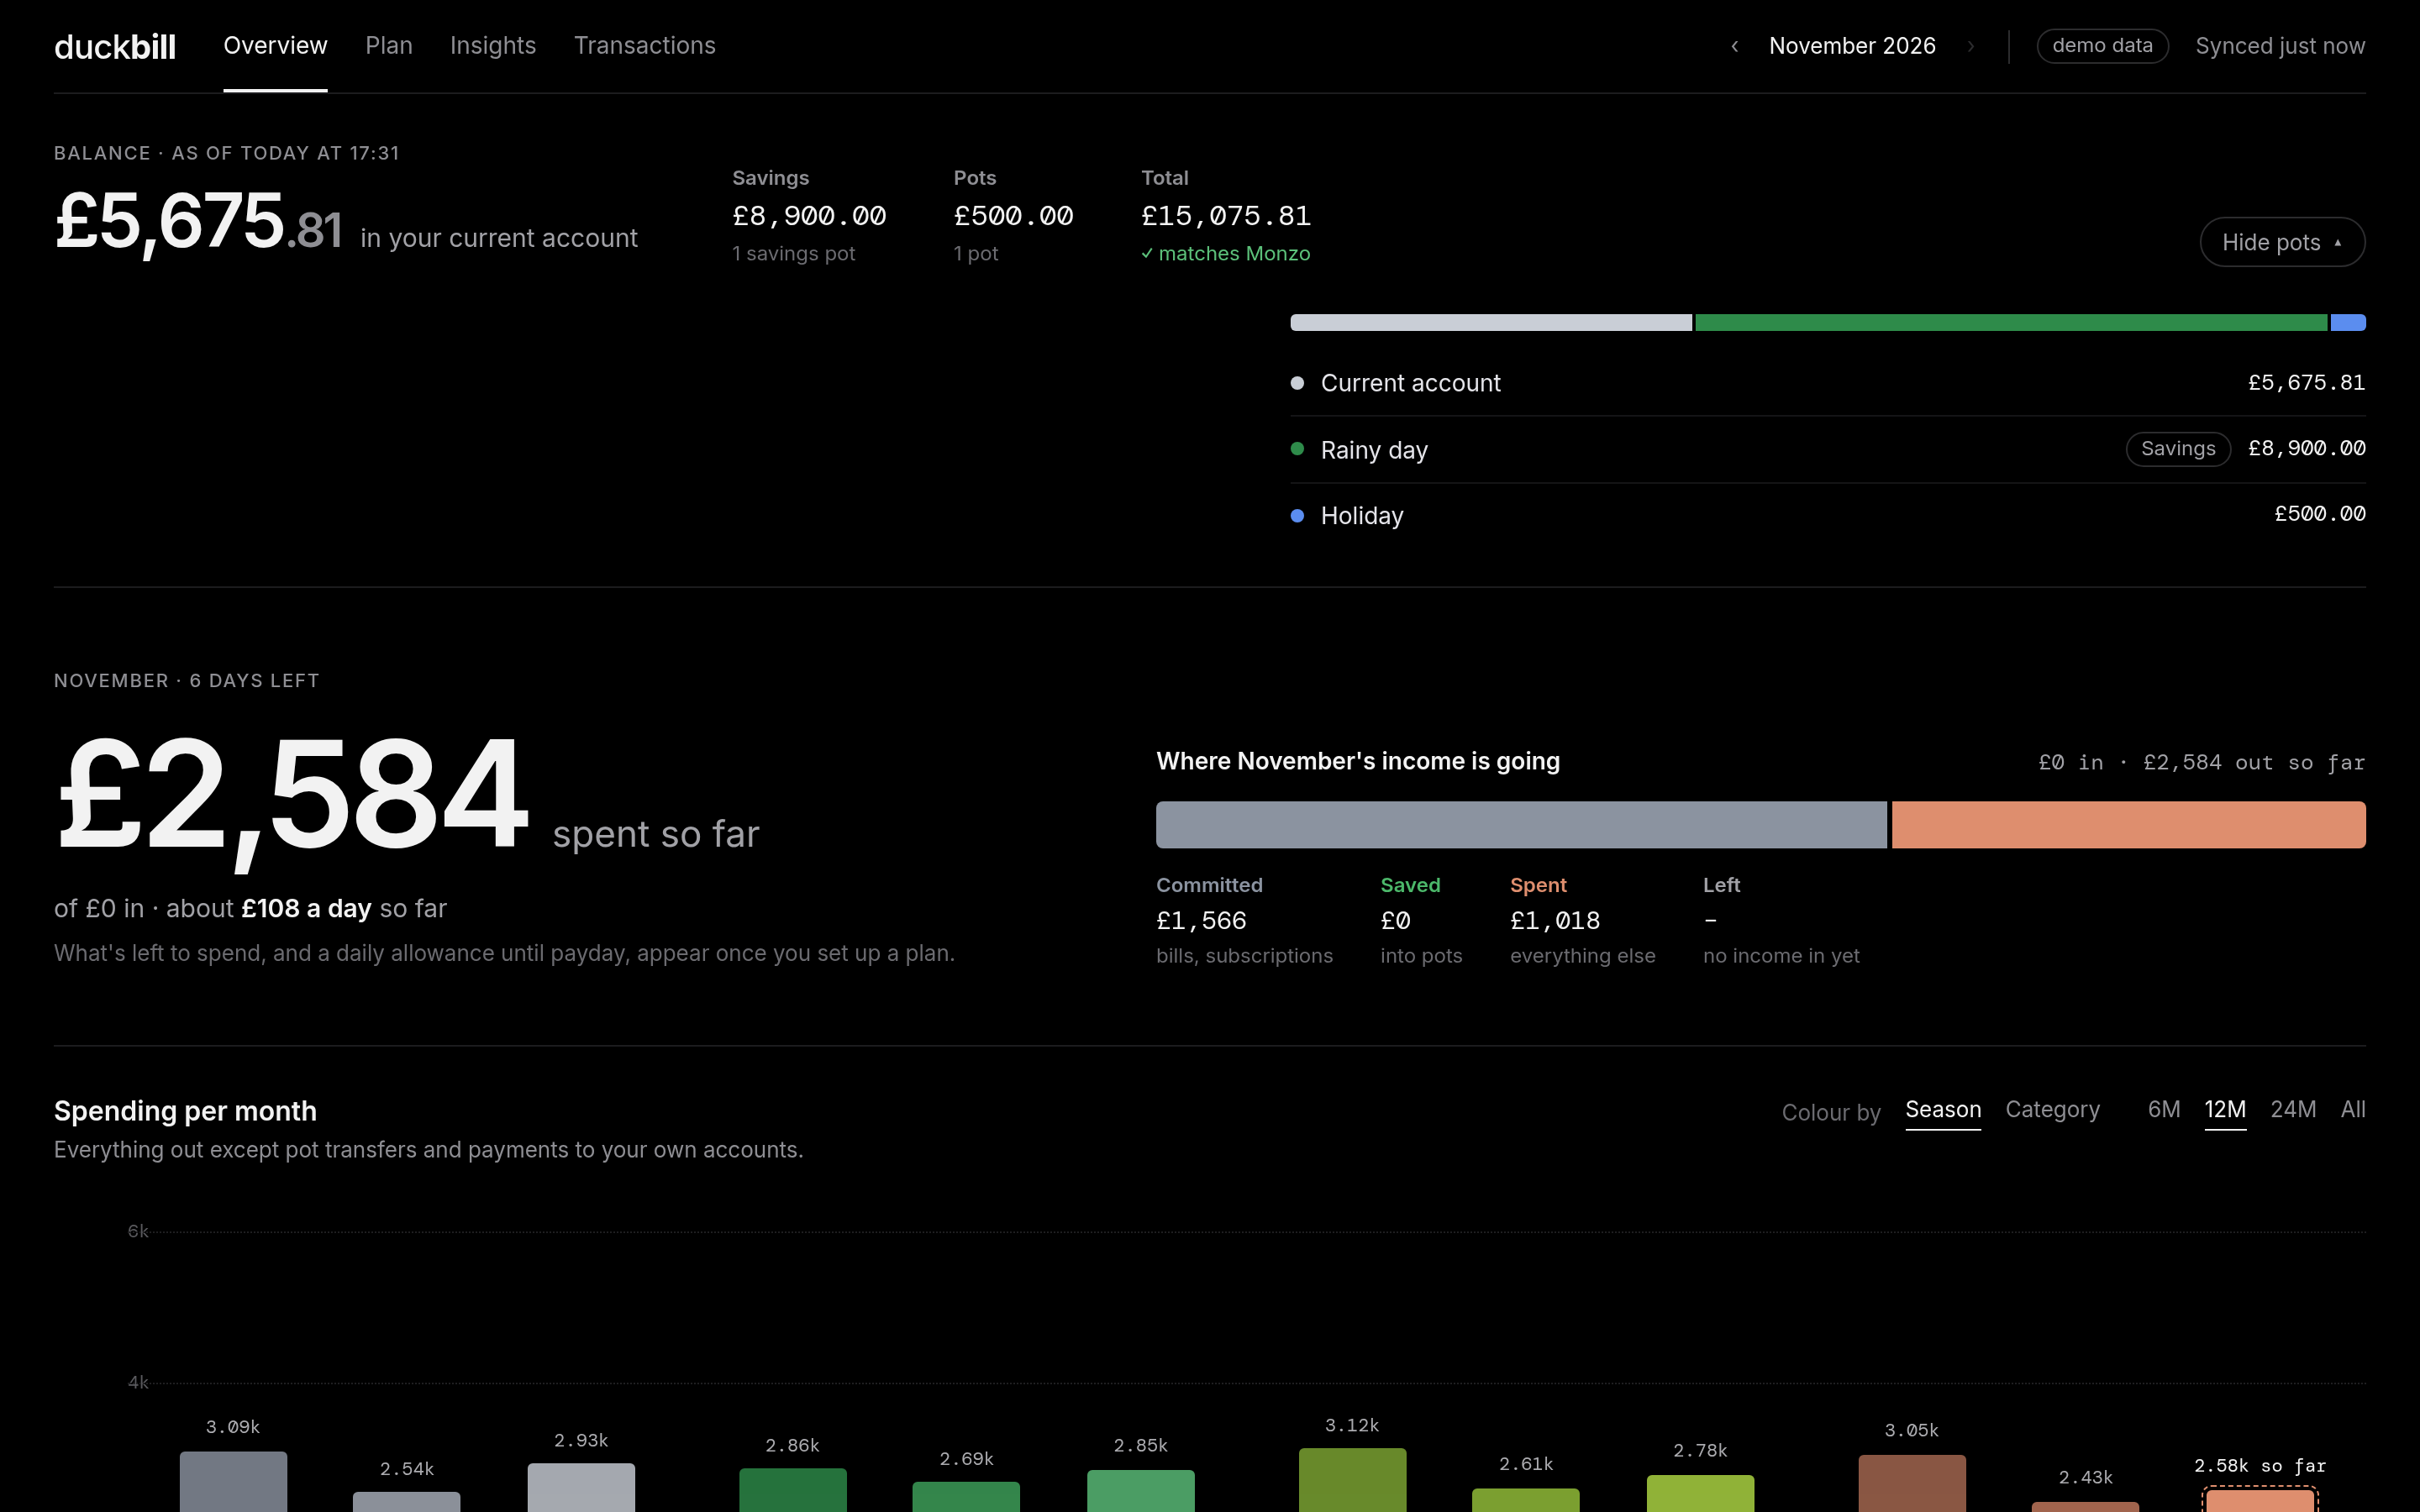 duckbill
Overview Plan Insights Transactions
‹ November 2026 › demo data Synced just now
BALANCE · AS OF TODAY AT 17:31
£5,675.81 in your current account
Savings
£8,900.00
1 savings pot
Pots
£500.00
1 pot
Total
£15,075.81
✓ matches Monzo
Hide pots ▲
Current account £5,675.81
Rainy day Savings £8,900.00
Holiday £500.00
NOVEMBER · 6 DAYS LEFT
£2,584 spent so far
of £0 in · about £108 a day so far
What's left to spend, and a daily allowance until payday, appear once you set up a plan.
Where November's income is going
£0 in · £2,584 out so far
Committed
£1,566
bills, subscriptions
Saved
£0
into pots
Spent
£1,018
everything else
Left
–
no income in yet
Spending per month
Everything out except pot transfers and payments to your own accounts.
Colour by Season Category 6M 12M 24M All
6k
4k
3.09k
2.54k
2.93k
2.86k
2.69k
2.85k
3.12k
2.61k
2.78k
3.05k
2.43k
2.58k so far